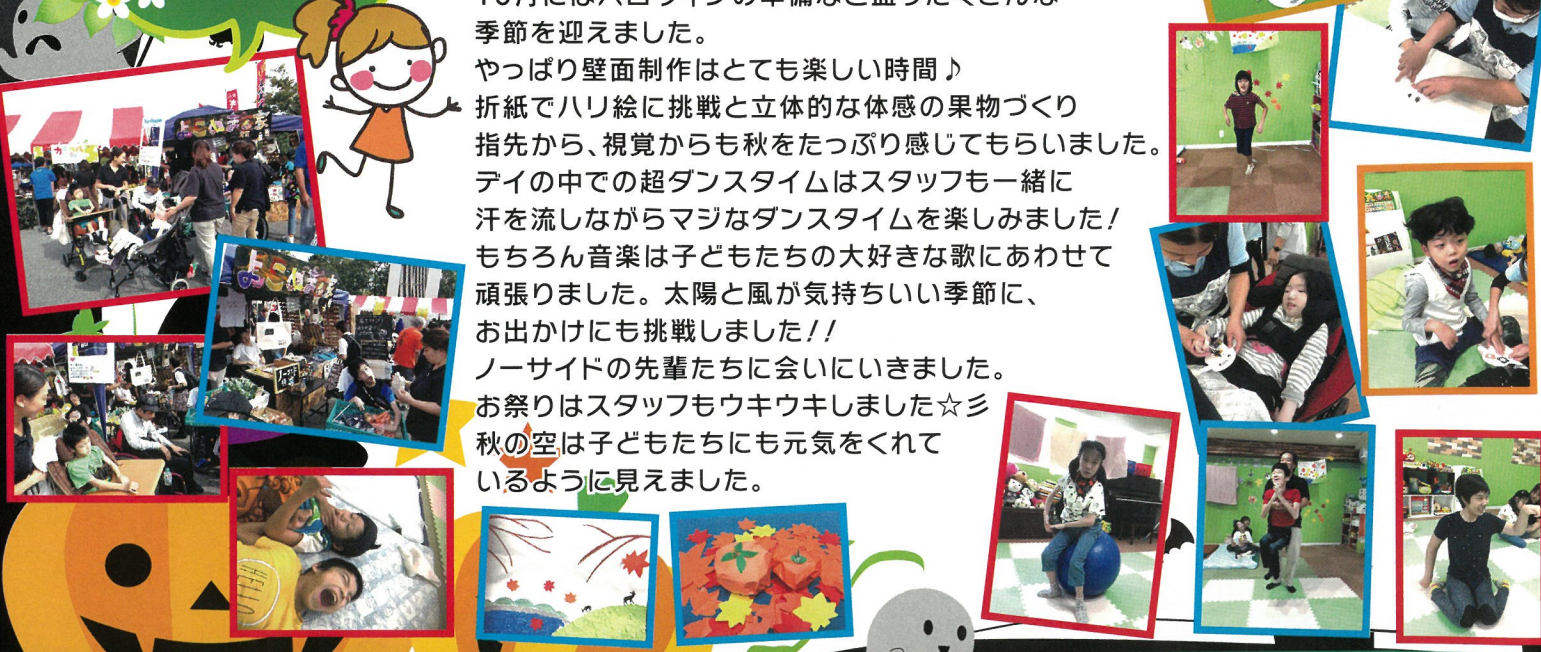 季節を迎えました。
やっぱり壁面制作はとても楽しい時間♪
折紙でハリ絵に挑戦と立体的な体感の果物づくり
指先から、視覚からも秋をたっぷり感じてもらいました。
デイの中での超ダンスタイムはスタッフも一緒に
汗を流しながらマジなダンスタイムを楽しみました!
もちろん音楽は子どもたちの大好きな歌にあわせて
頑張りました。太陽と風が気持ちいい季節に、
お出かけにも挑戦しました!!
ノーサイドの先輩たちに会いにいきました。
お祭りはスタッフもウキウキしました☆彡
秋の空は子どもたちにも元気をくれて
いるように見えました。
HELLO